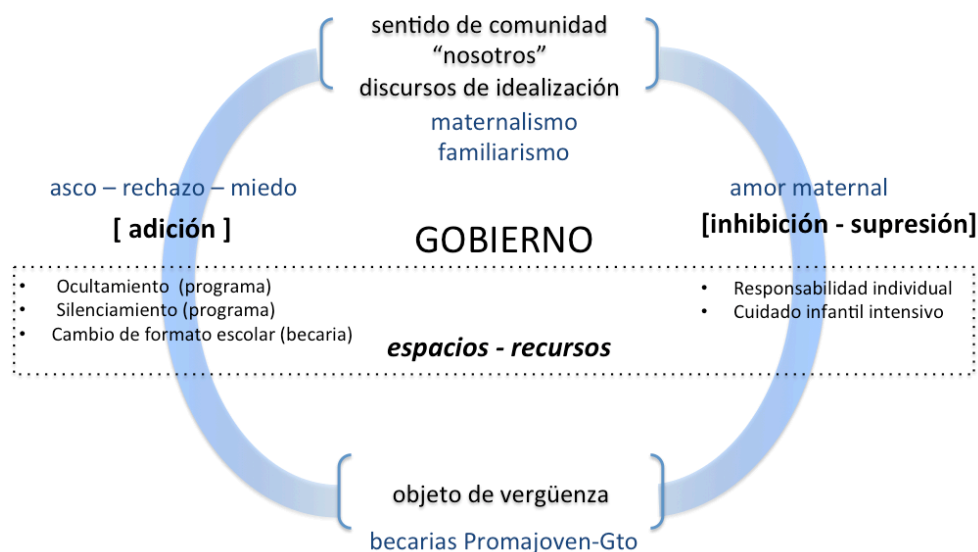 sentido de comunidad
“nosotros”
discursos de idealización
maternalismo
familiarismo
asco – rechazo – miedo
[ adición ]
GOBIERNO
amor maternal
[inhibición - supresión]
• Ocultamiento (programa)
• Silenciamiento (programa)
• Cambio de formato escolar (becaria)
espacios - recursos
• Responsabilidad individual
• Cuidado infantil intensivo
objeto de vergüenza
becarias Promajoven-Gto